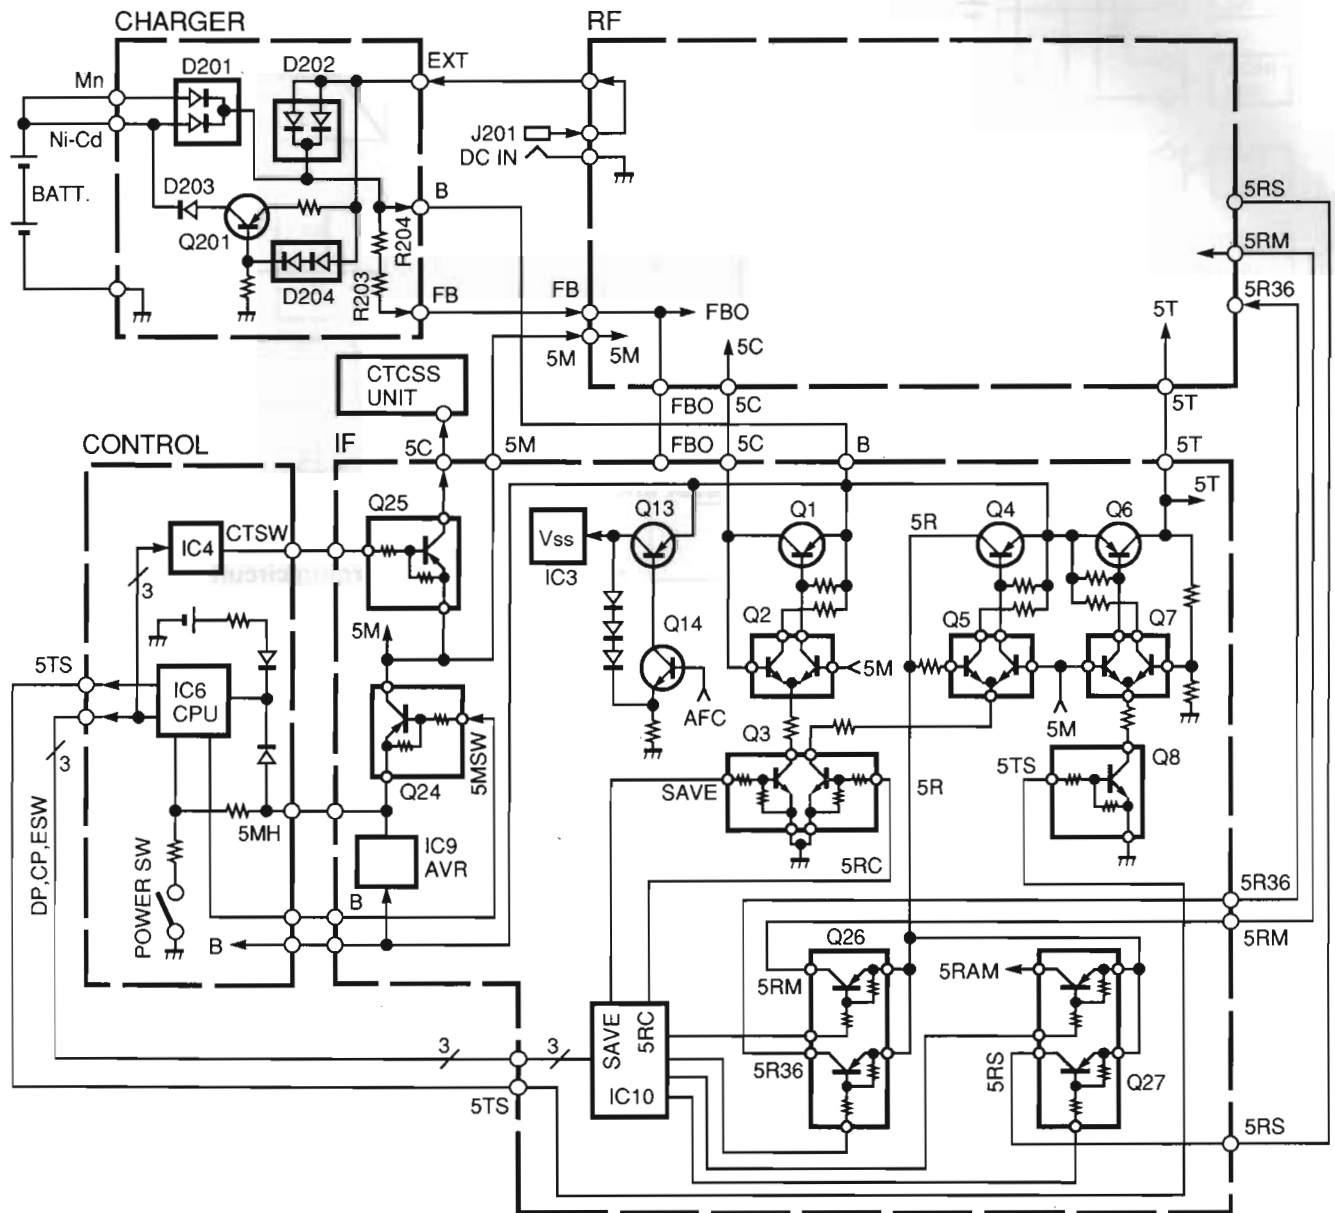 CHARGER
RF
Mn
D201
D202
EXT
Ni-Cd
J201
DC IN
BATT.
D203
B
5RS
Q201
R204
5RM
D204
R203
FB
FB
FBO
5R36
5T
5M
5M
5C
CTCSS
UNIT
FBO
5C
5T
CONTROL
IF
5C
5M
FBO
5C
B
5T
Q25
Q13
Q1
5R
Q4
Q6
5T
IC4
CTSW
Vss
IC3
3
Q2
Q5
Q7
5M
Q14
5TS
5M
IC6
CPU
AFC
5M
Q3
Q8
3
5MSW
5TS
Q24
SAVE
5R
5MH
IC9
AVR
5RC
DP,CP,ESW
POWER SW
B
5R36
B
5RM
Q26
5RM
5RAM
SAVE
5RC
3
3
5R36
5RS
Q27
IC10
5TS
5RS